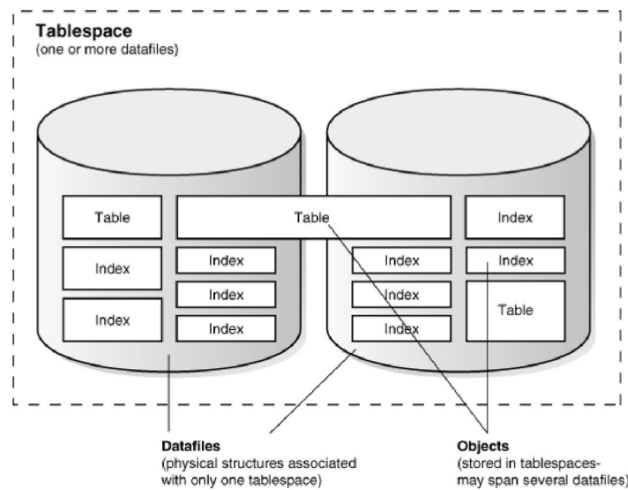 Tablespace
(one or more datafiles)
Table
Table
Index
Index
Index
Index
Index
Index
Index
Index
Table
Index
Index
Index
Datafiles
(physical structures associated
with only one tablespace)
Objects
(stored in tablespaces-
may span several datafiles)